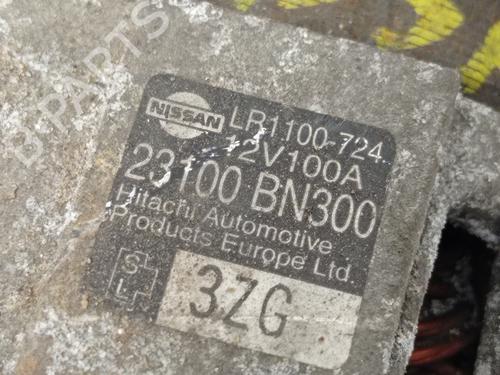 B-PARTS
NISSAN
LR1100-724
12V100A
23100 BN300
Hitachi Automotive
Products Europe Ltd.
S
L
3ZG